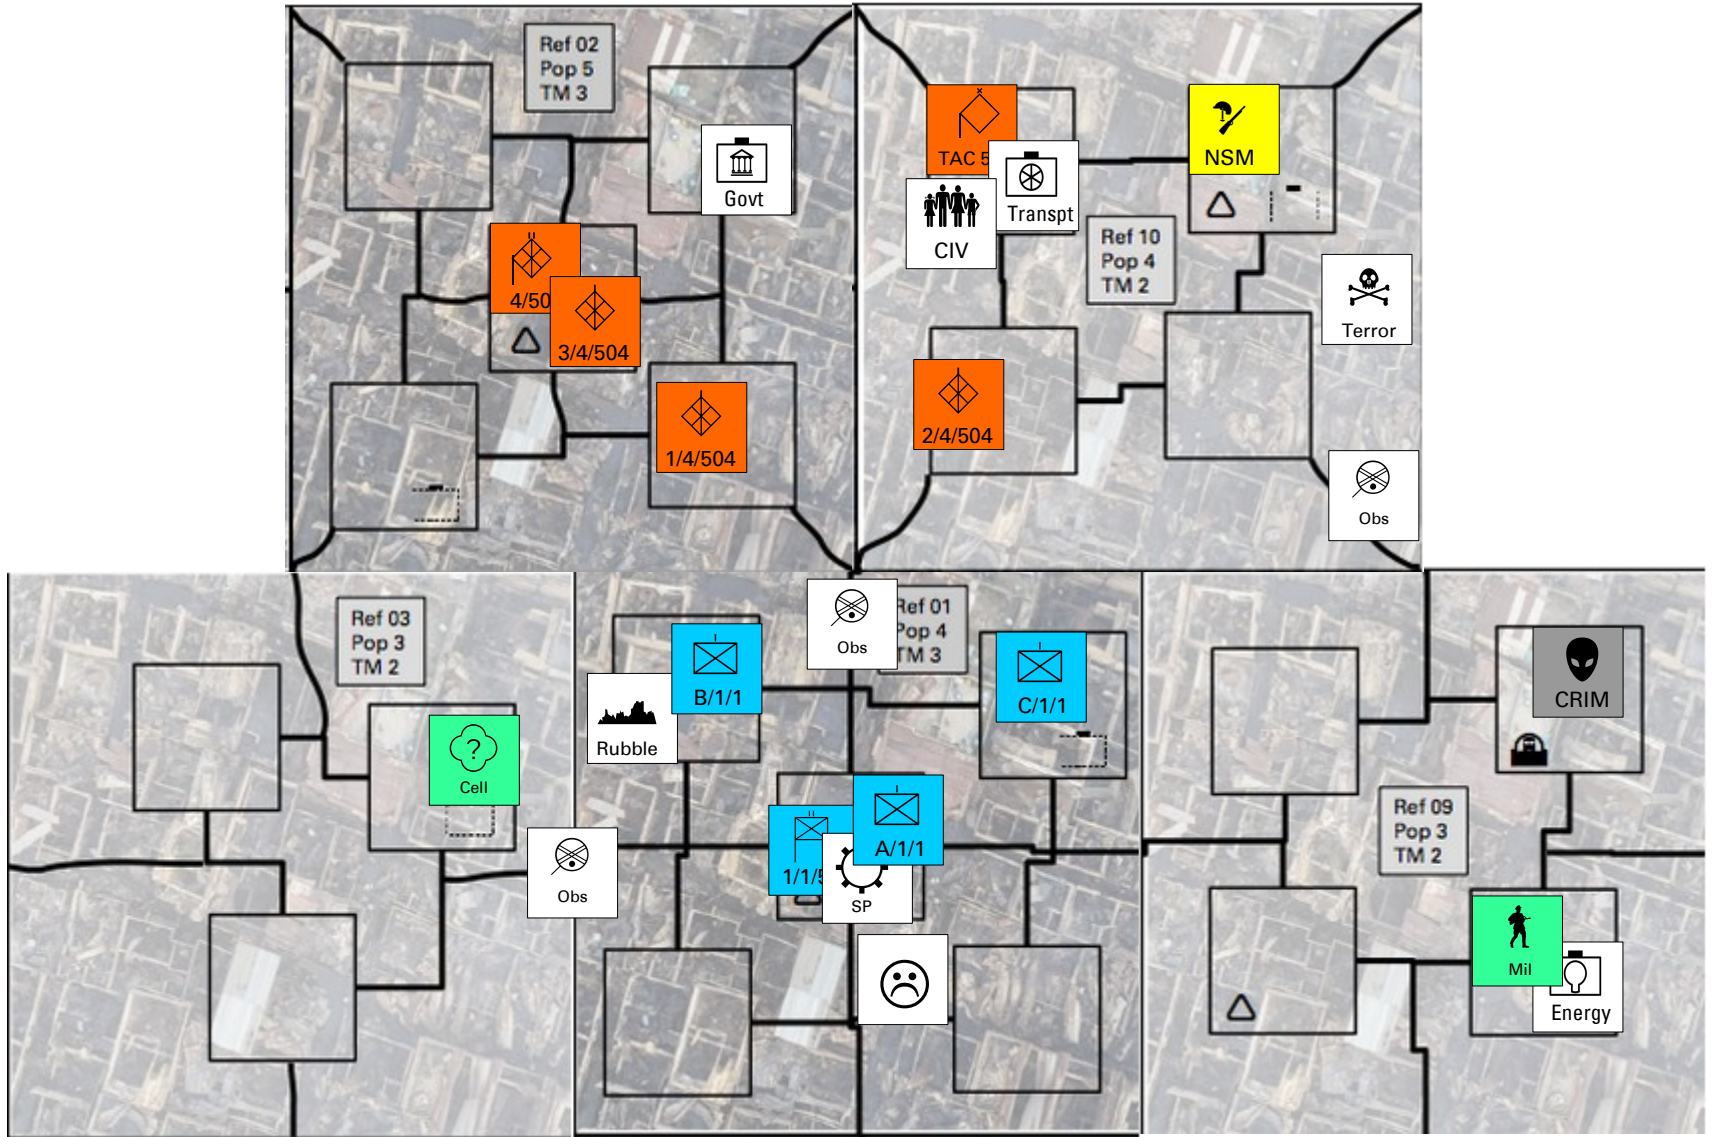 Ref 02
Pop 5
TM 3
Govt
4/50
3/4/504
1/4/504
TAC 5
Transpt
CIV
NSM
Ref 10
Pop 4
TM 2
Terror
2/4/504
Obs
Ref 03
Pop 3
TM 2
?
Cell
Obs
Obs
Ref 01
Pop 4
TM 3
B/1/1
Rubble
C/1/1
1/1/5
A/1/1
SP
CRIM
Ref 09
Pop 3
TM 2
Mil
Energy